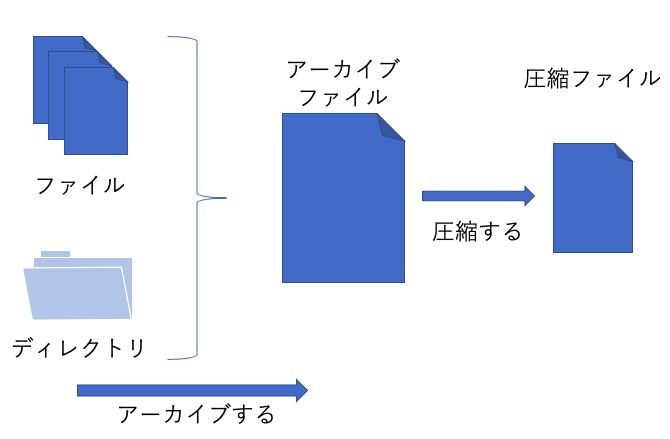 ファイル
ディレクトリ
アーカイブする
アーカイブ
ファイル
圧縮する
圧縮ファイル